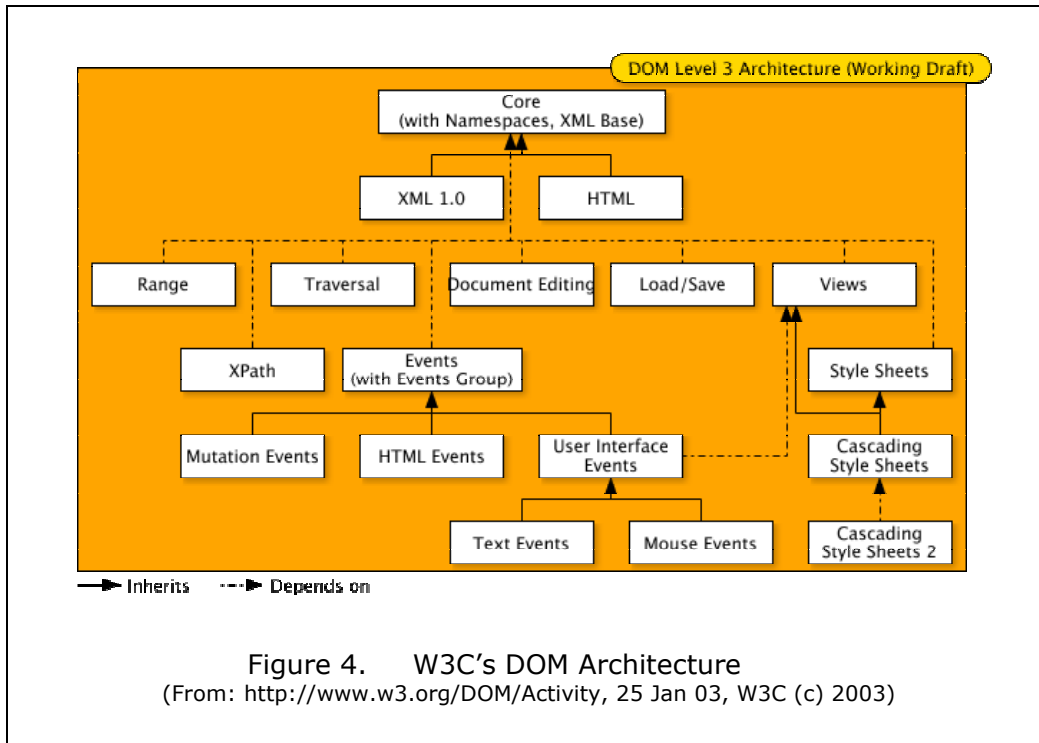 DOM Level 3 Architecture (Working Draft)
Core
(with Namespaces, XML Base)
XML 1.0
HTML
Range
Traversal
Document Editing
Load/Save
Views
XPath
Events
(with Events Group)
Style Sheets
Mutation Events
HTML Events
User Interface
Events
Cascading
Style Sheets
Text Events
Mouse Events
Cascading
Style Sheets 2
Inherits
Depends on
Figure 4. W3C’s DOM Architecture
(From: http://www.w3.org/DOM/Activity, 25 Jan 03, W3C (c) 2003)